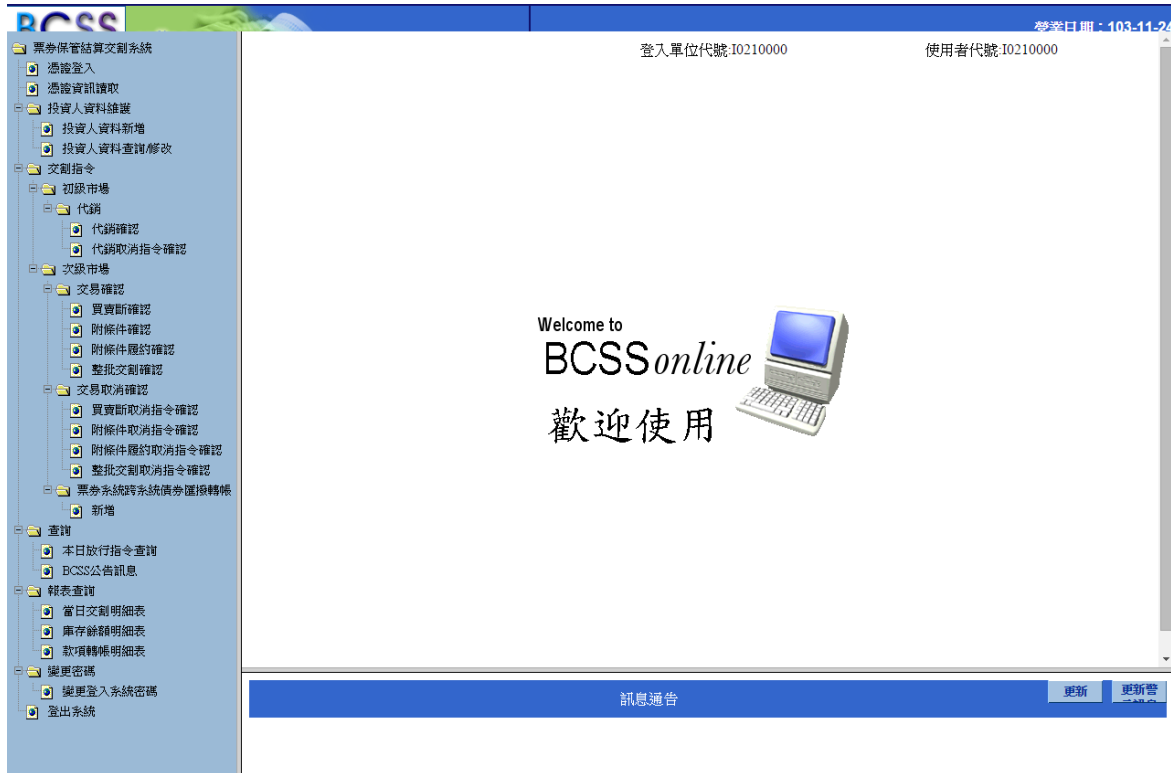 BCSS
營業日期：103-11-24
登入單位代號:I0210000 使用者代號:I0210000
票券保管結算交割系統
憑證登入
憑證資訊讀取
投資人資料維護
投資人資料新增
投資人資料查詢/修改
交割指令
初級市場
代銷
代銷確認
代銷取消指令確認
次級市場
交易確認
買賣斷確認
附條件確認
附條件履約確認
整批交割確認
交易取消確認
買賣斷取消指令確認
附條件取消指令確認
附條件履約取消指令確認
整批交割取消指令確認
票券系統跨系統債券匯撥轉帳
新增
查詢
本日放行指令查詢
BCSS公告訊息
報表查詢
當日交割明細表
庫存餘額明細表
款項轉帳明細表
變更密碼
變更登入系統密碼
登出系統
Welcome to
BCSSonline
歡迎使用
訊息通告
更新
更新警